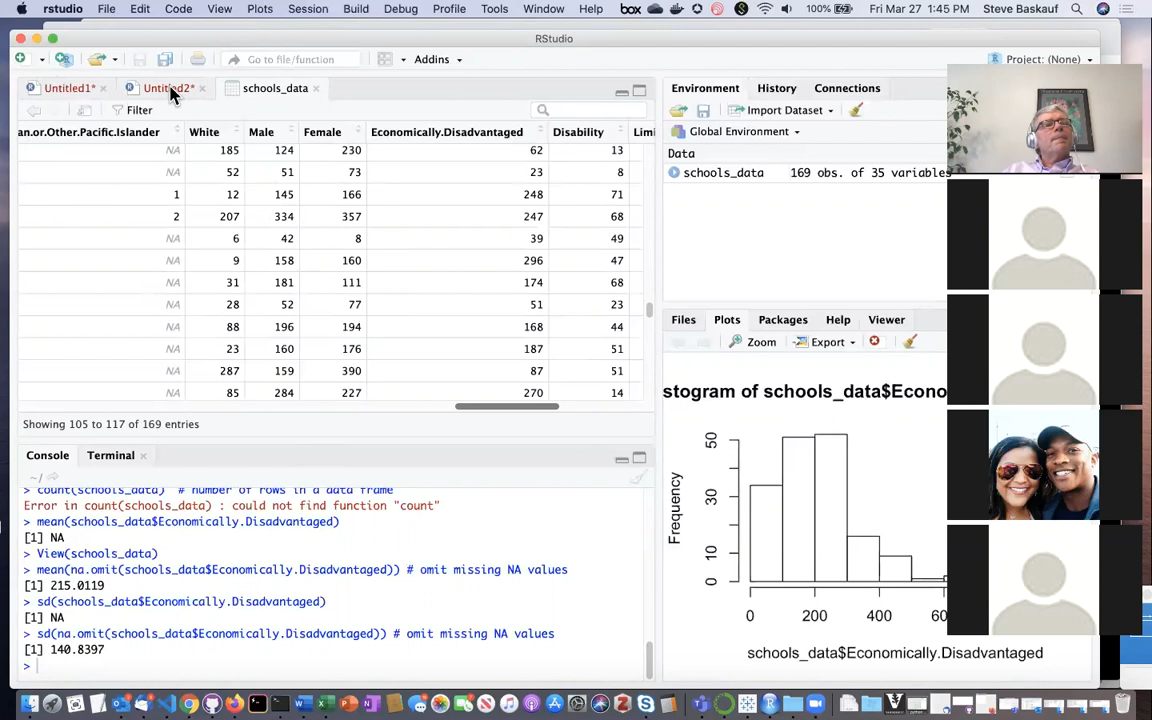 rstudio File Edit Code View Plots Session Build Debug Profile Tools Window Help box 100% Fri Mar 27 1:45 PM Steve Baskauf
RStudio
Go to file/function Addins Project: (None)
Untitled1* Untitled2* schools_data
Filter
an.or.Other.Pacific.Islander White Male Female Economically.Disadvantaged Disability Limi
NA 185 124 230 62 13
NA 52 51 73 23 8
1 12 145 166 248 71
2 207 334 357 247 68
NA 6 42 8 39 49
NA 9 158 160 296 47
NA 31 181 111 174 68
NA 28 52 77 51 23
NA 88 196 194 168 44
NA 23 160 176 187 51
NA 287 159 390 87 51
NA 85 284 227 270 14
Showing 105 to 117 of 169 entries
Console Terminal
~/
> count(schools_data) # number of rows in a data frame
Error in count(schools_data) : could not find function "count"
> mean(schools_data$Economically.Disadvantaged)
[1] NA
> View(schools_data)
> mean(na.omit(schools_data$Economically.Disadvantaged)) # omit missing NA values
[1] 215.0119
> sd(schools_data$Economically.Disadvantaged)
[1] NA
> sd(na.omit(schools_data$Economically.Disadvantaged)) # omit missing NA values
[1] 140.8397
>
Environment History Connections
Import Dataset
Global Environment
Data
schools_data 169 obs. of 35 variables
Files Plots Packages Help Viewer
Zoom Export
stogram of schools_data$Econo
Frequency
50
30
10
0
0 200 400 60
schools_data$Economically.Disadvantaged